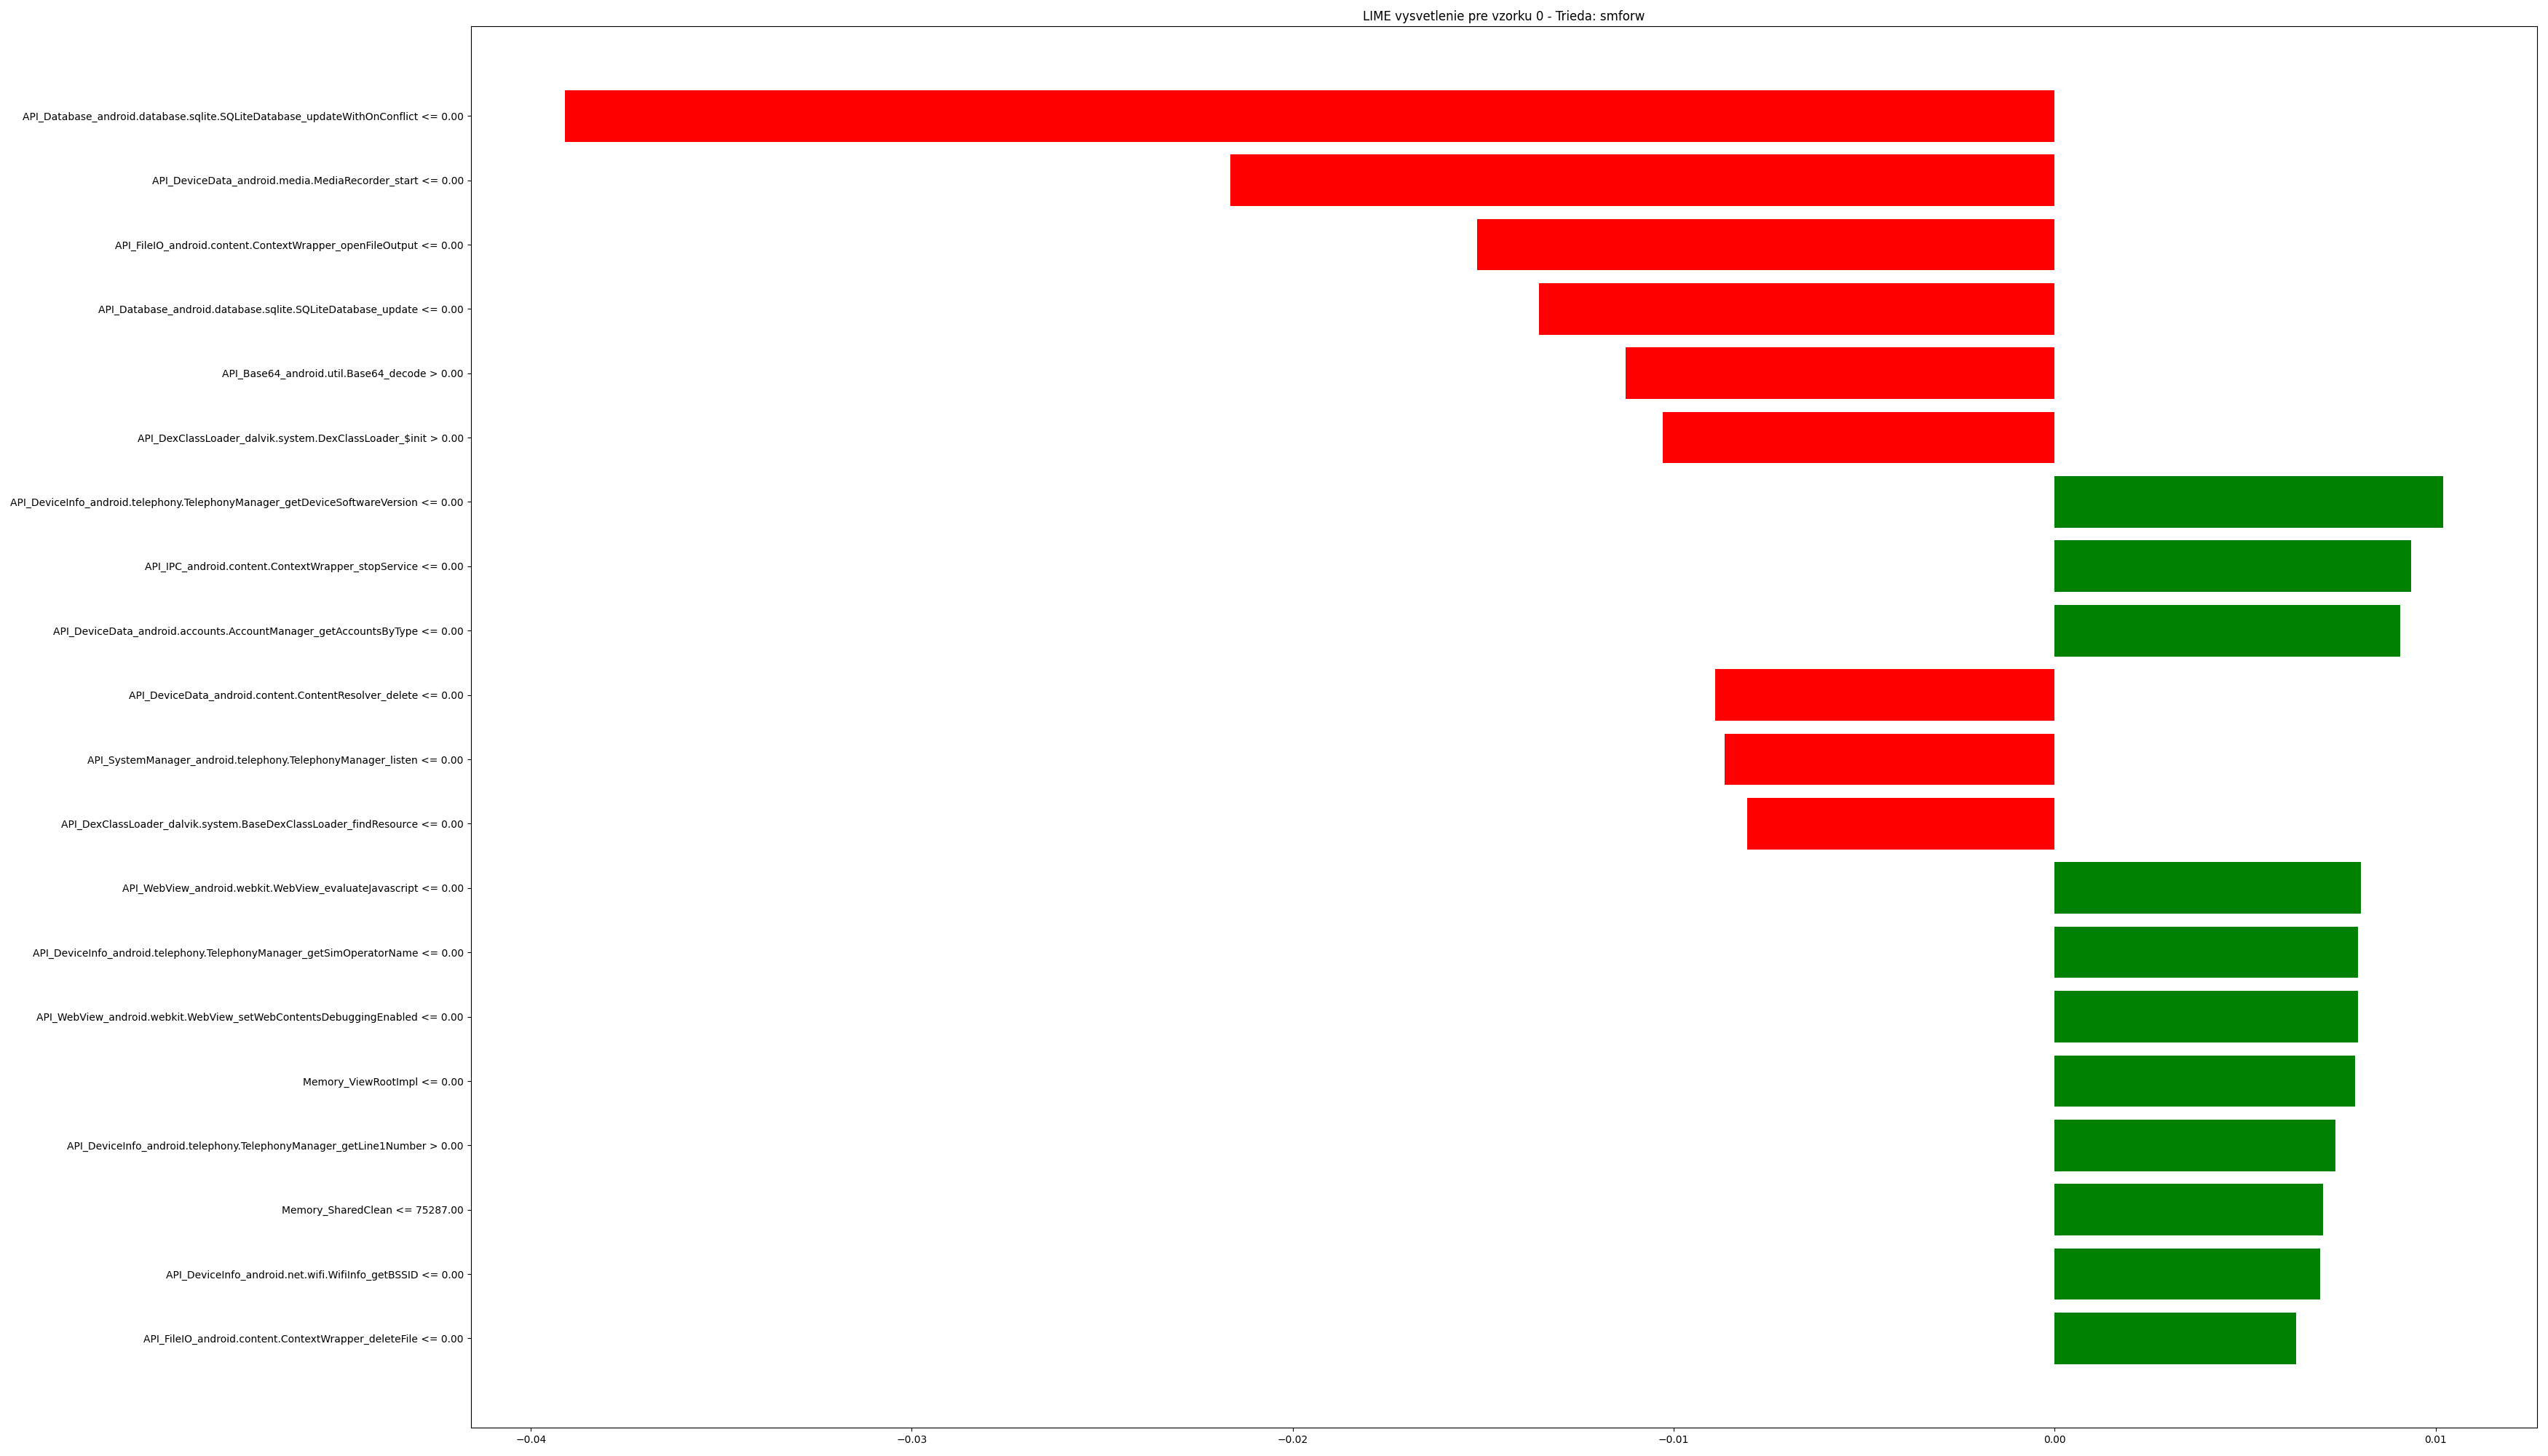 LIME vysvetlenie pre vzorku 0 - Trieda: smforw
API_Database_android.database.sqlite.SQLiteDatabase_updateWithOnConflict <= 0.00
API_DeviceData_android.media.MediaRecorder_start <= 0.00
API_FileIO_android.content.ContextWrapper_openFileOutput <= 0.00
API_Database_android.database.sqlite.SQLiteDatabase_update <= 0.00
API_Base64_android.util.Base64_decode > 0.00
API_DexClassLoader_dalvik.system.DexClassLoader_$init > 0.00
API_DeviceInfo_android.telephony.TelephonyManager_getDeviceSoftwareVersion <= 0.00
API_IPC_android.content.ContextWrapper_stopService <= 0.00
API_DeviceData_android.accounts.AccountManager_getAccountsByType <= 0.00
API_DeviceData_android.content.ContentResolver_delete <= 0.00
API_SystemManager_android.telephony.TelephonyManager_listen <= 0.00
API_DexClassLoader_dalvik.system.BaseDexClassLoader_findResource <= 0.00
API_WebView_android.webkit.WebView_evaluateJavascript <= 0.00
API_DeviceInfo_android.telephony.TelephonyManager_getSimOperatorName <= 0.00
API_WebView_android.webkit.WebView_setWebContentsDebuggingEnabled <= 0.00
Memory_ViewRootImpl <= 0.00
API_DeviceInfo_android.telephony.TelephonyManager_getLine1Number > 0.00
Memory_SharedClean <= 75287.00
API_DeviceInfo_android.net.wifi.WifiInfo_getBSSID <= 0.00
API_FileIO_android.content.ContextWrapper_deleteFile <= 0.00
−0.04 −0.03 −0.02 −0.01 0.00 0.01